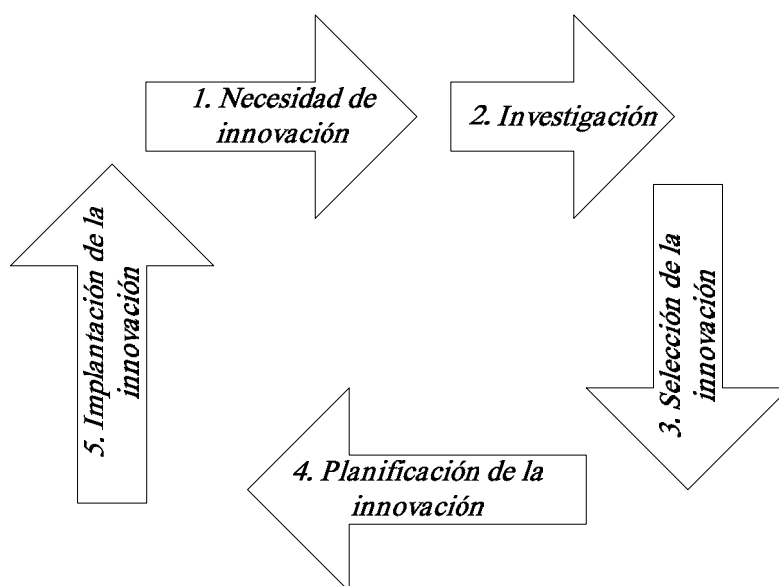 1. Necesidad de
innovación
2. Investigación
3. Selección de la
innovación
4. Planificación de la
innovación
5. Implantación de la
innovación